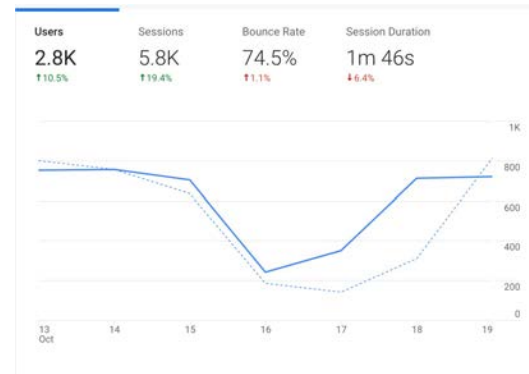 Users Sessions Bounce Rate Session Duration
2.8K 5.8K 74.5% 1m 46s
↑10.5% ↑19.4% ↑1.1% ↓6.4%
1K
800
600
400
200
0
13 14 15 16 17 18 19
Oct